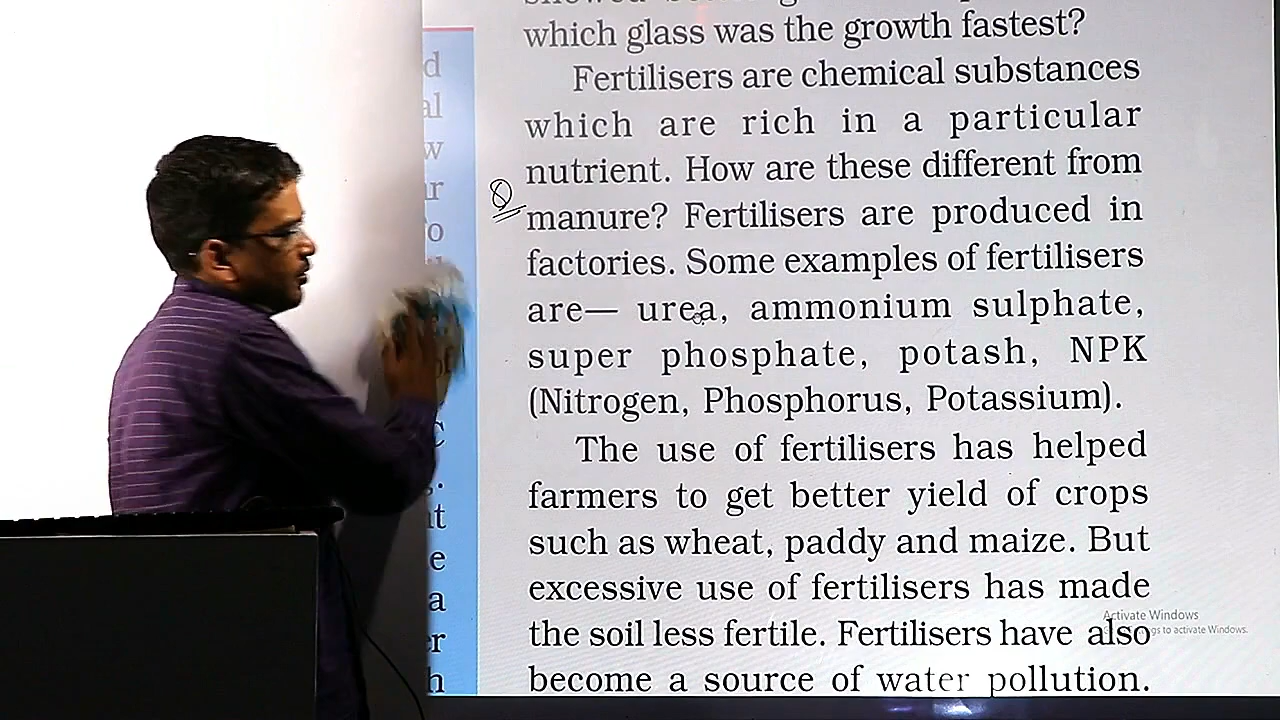 which glass was the growth fastest?
Fertilisers are chemical substances
which are rich in a particular
nutrient. How are these different from
Q
manure? Fertilisers are produced in
factories. Some examples of fertilisers
are— urea, ammonium sulphate,
super phosphate, potash, NPK
(Nitrogen, Phosphorus, Potassium).
The use of fertilisers has helped
farmers to get better yield of crops
such as wheat, paddy and maize. But
excessive use of fertilisers has made
the soil less fertile. Fertilisers have also
become a source of water pollution.
Activate Windows
to activate Windows.